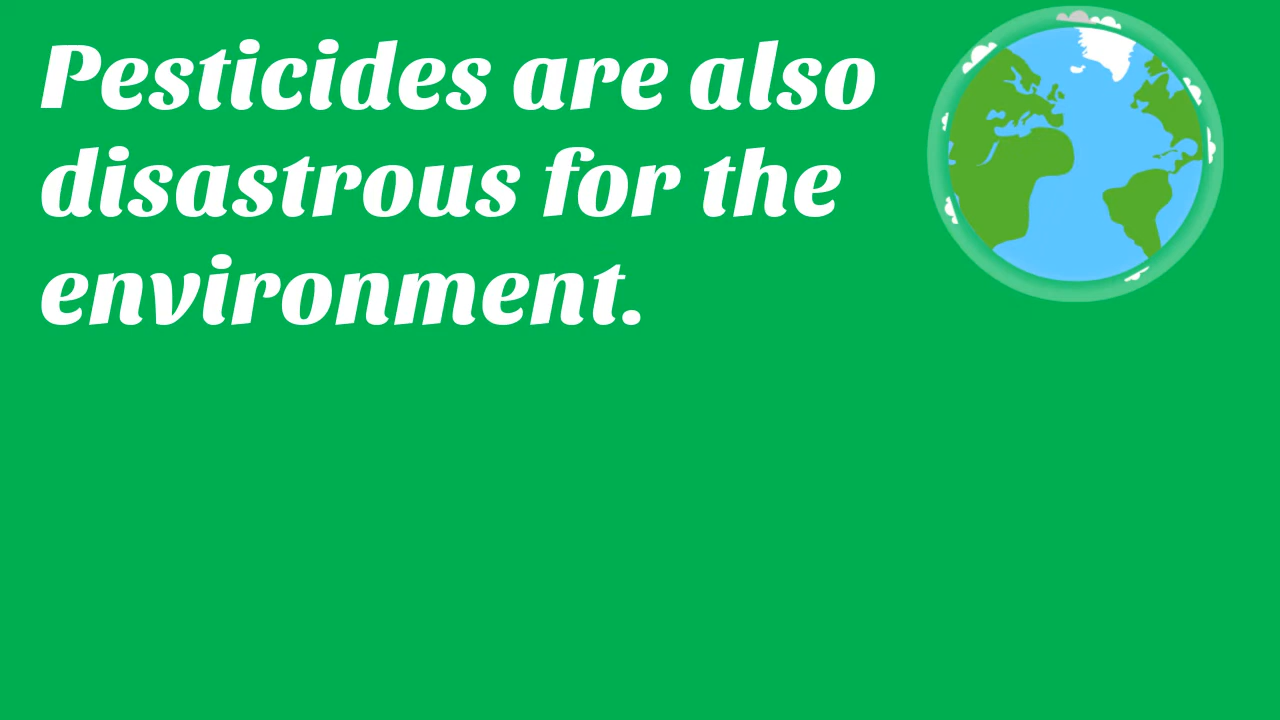 Pesticides are also
disastrous for the
environment.